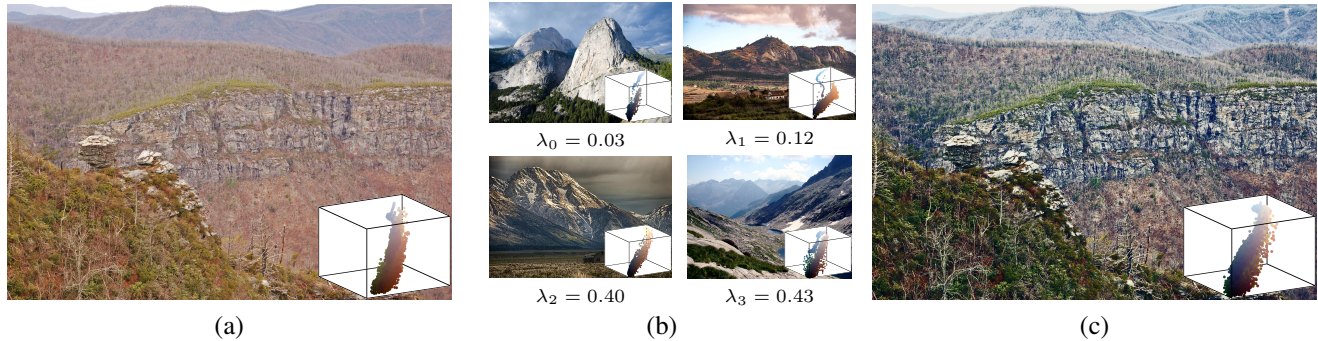 λ₀ = 0.03
λ₁ = 0.12
λ₂ = 0.40
λ₃ = 0.43
(a)
(b)
(c)